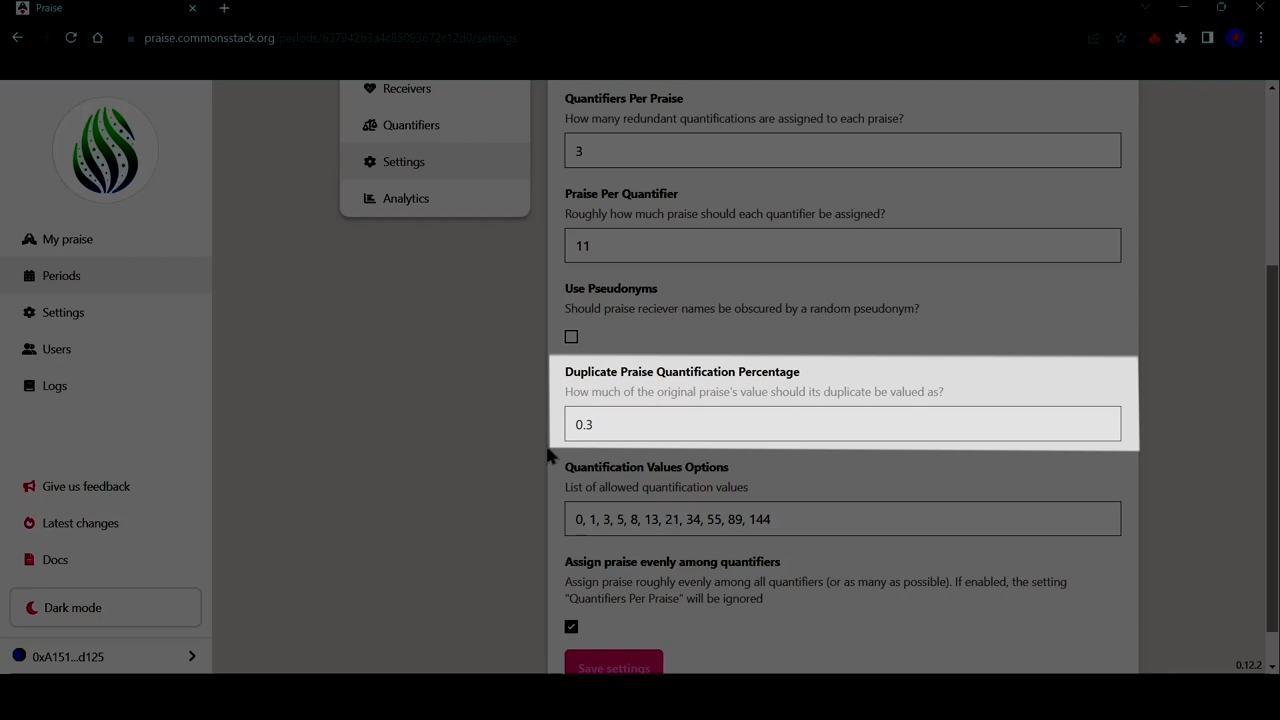 Praise
praise.commonsstack.org/periods/637942b3a4c85093672c12d0/settings
Receivers
Quantifiers
Settings
Analytics
My praise
Periods
Settings
Users
Logs
Give us feedback
Latest changes
Docs
Dark mode
0xA151...d125
Quantifiers Per Praise
How many redundant quantifications are assigned to each praise?
3
Praise Per Quantifier
Roughly how much praise should each quantifier be assigned?
11
Use Pseudonyms
Should praise reciever names be obscured by a random pseudonym?
Duplicate Praise Quantification Percentage
How much of the original praise's value should its duplicate be valued as?
0.3
Quantification Values Options
List of allowed quantification values
0, 1, 3, 5, 8, 13, 21, 34, 55, 89, 144
Assign praise evenly among quantifiers
Assign praise roughly evenly among all quantifiers (or as many as possible). If enabled, the setting
"Quantifiers Per Praise" will be ignored
Save settings
0.12.2